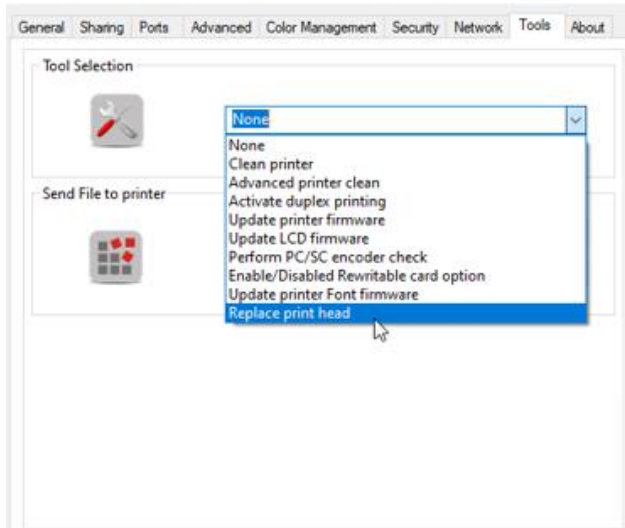 General Sharing Ports Advanced Color Management Security Network Tools About
Tool Selection
None
None
Clean printer
Advanced printer clean
Activate duplex printing
Update printer firmware
Update LCD firmware
Perform PC/SC encoder check
Enable/Disabled Rewritable card option
Update printer Font firmware
Replace print head
Send File to printer